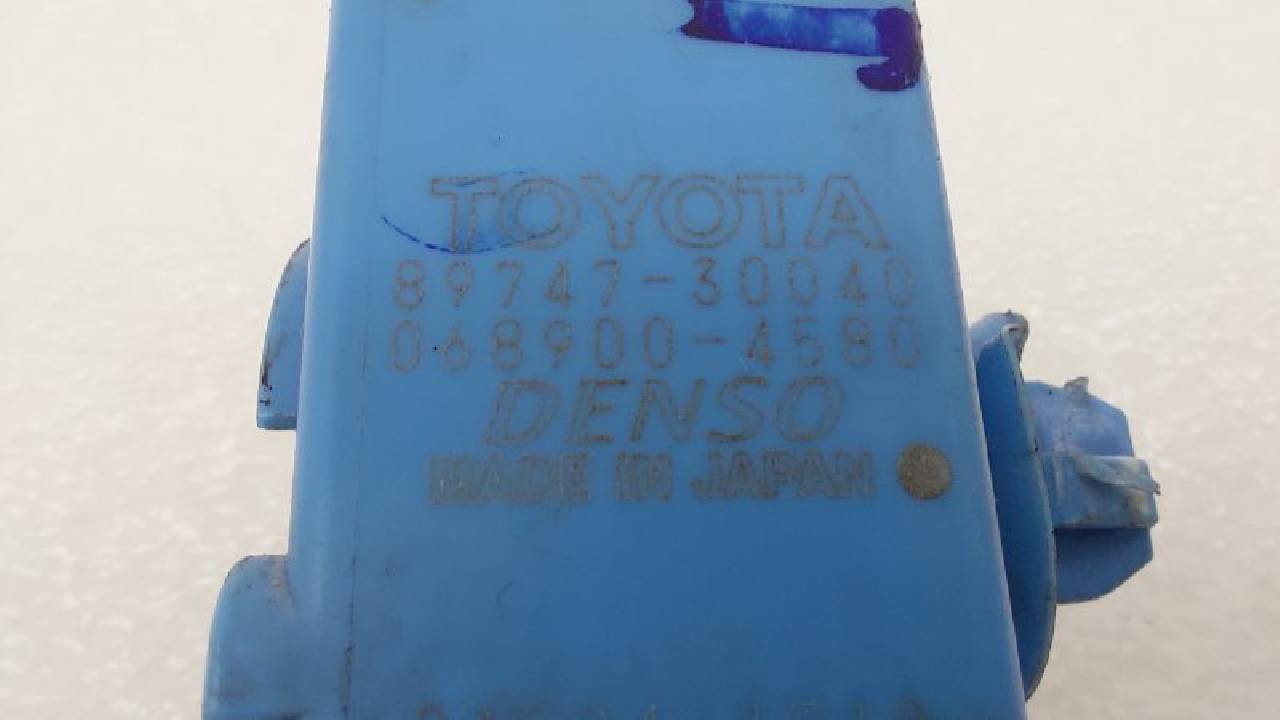 TOYOTA
89747-30040
068900-4580
DENSO
MADE IN JAPAN